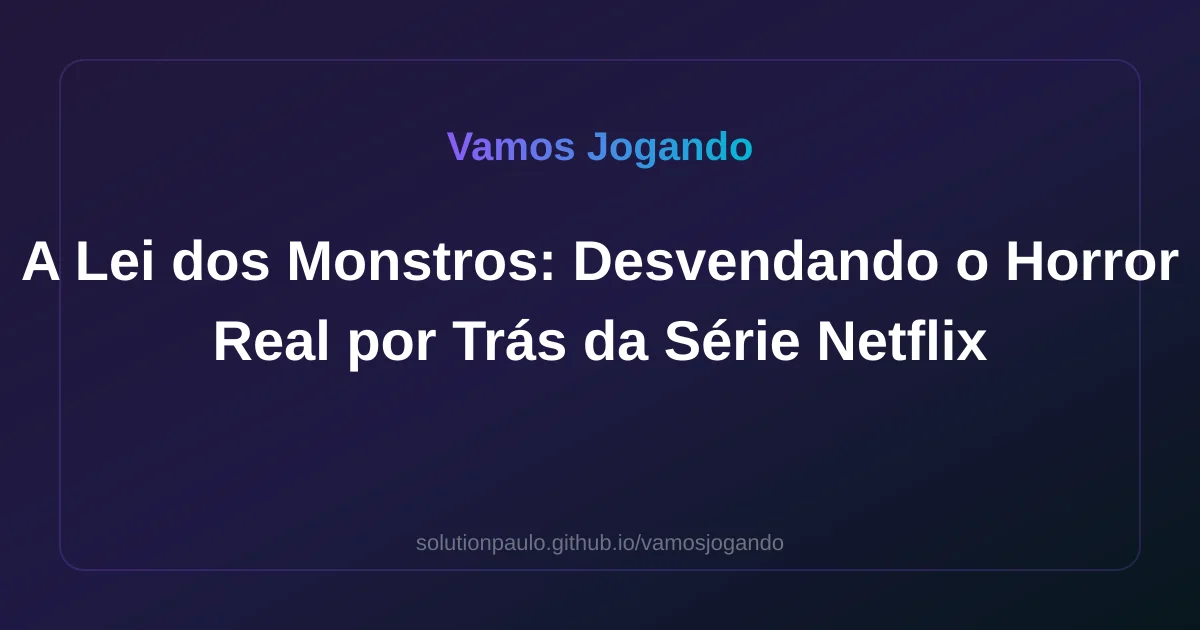 Vamos Jogando
A Lei dos Monstros: Desvendando o Horror
Real por Trás da Série Netflix
solutionpaulo.github.io/vamosjogando